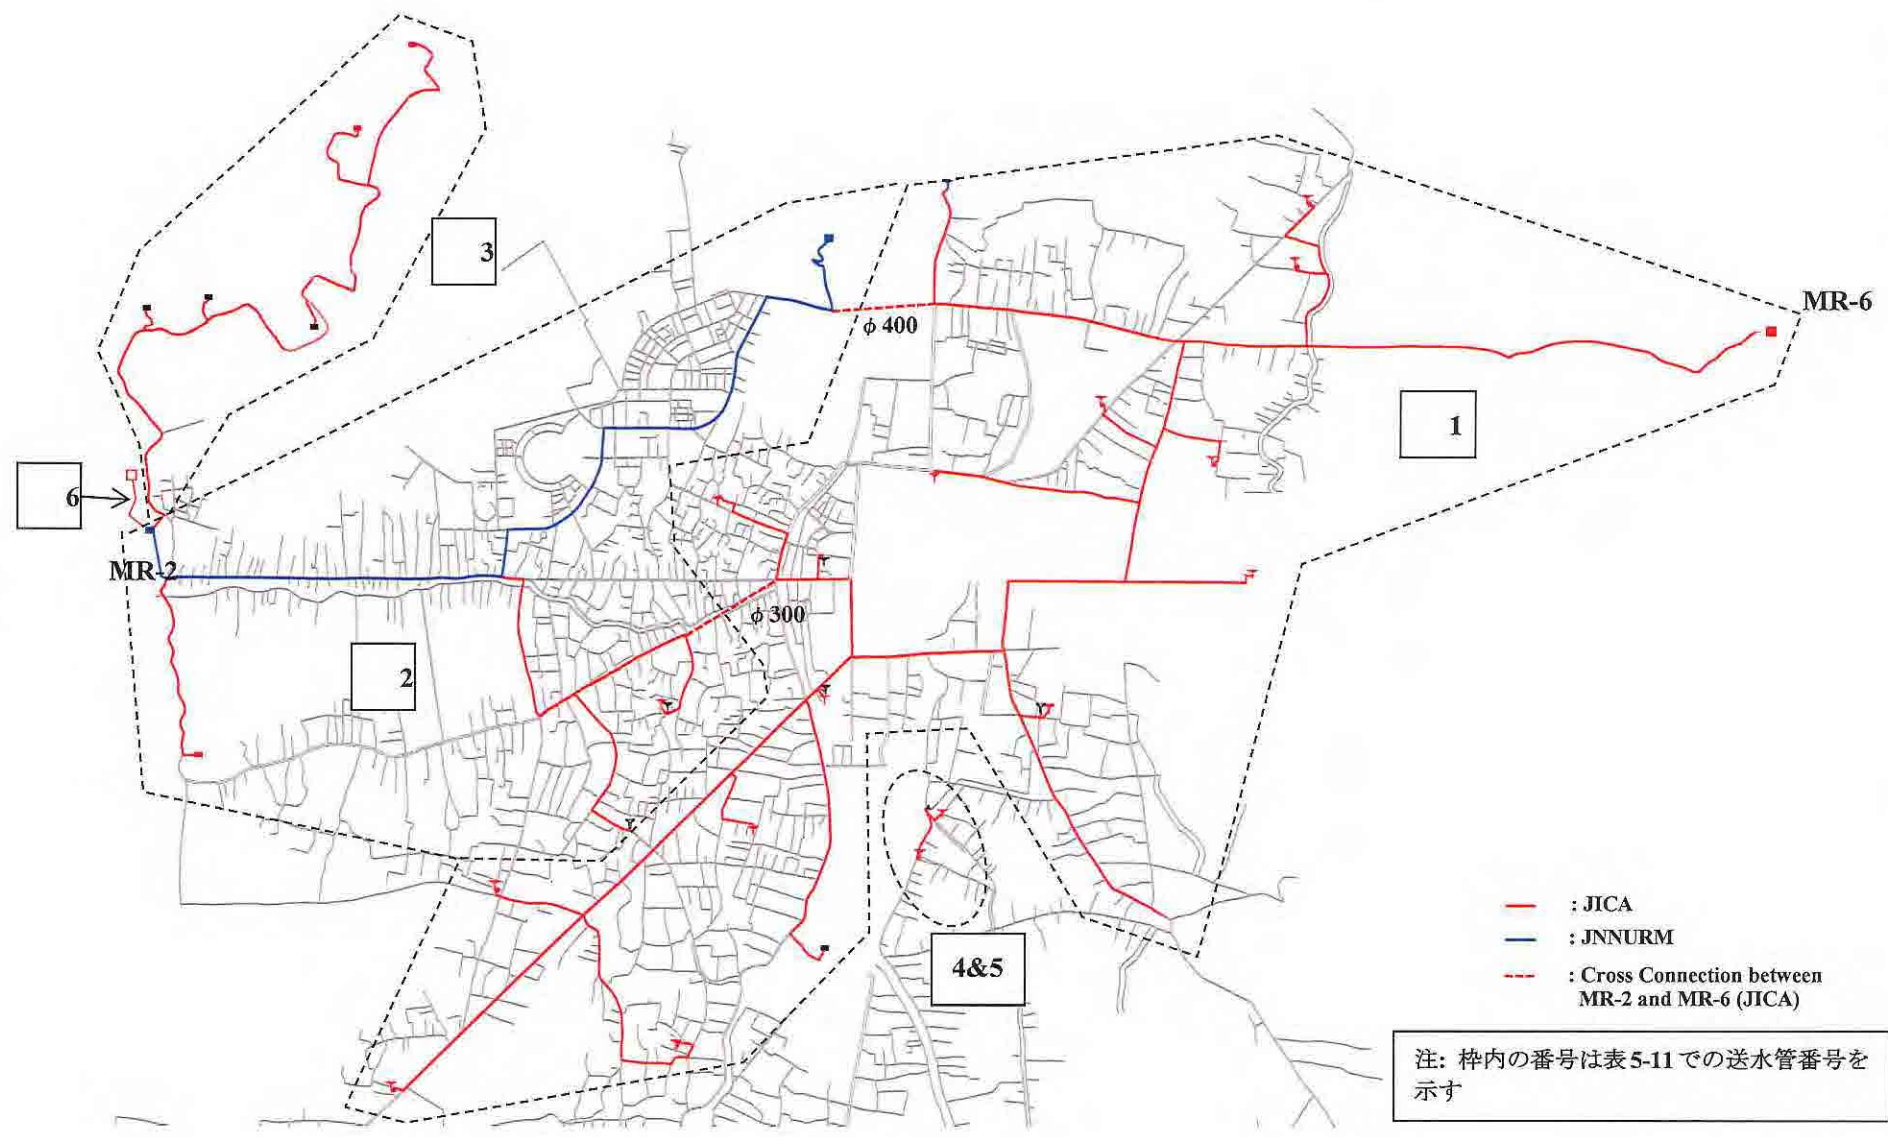 3
MR-6
φ 400
1
6
MR-2
φ 300
2
4&5
: JICA
: JNNURM
: Cross Connection between
MR-2 and MR-6 (JICA)
注: 枠内の番号は表5-11での送水管番号を
示す